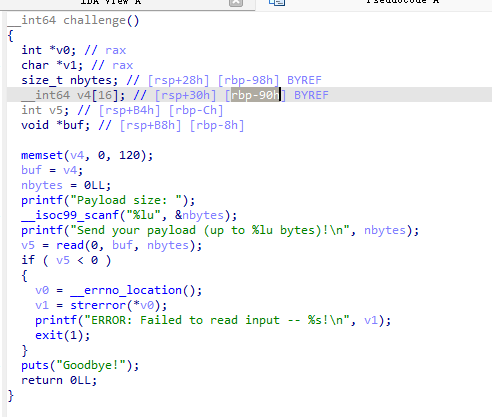 IDA View A Pseudocode A
__int64 challenge()
{
  int *v0; // rax
  char *v1; // rax
  size_t nbytes; // [rsp+28h] [rbp-98h] BYREF
  __int64 v4[16]; // [rsp+30h] [rbp-90h] BYREF
  int v5; // [rsp+B4h] [rbp-Ch]
  void *buf; // [rsp+B8h] [rbp-8h]

  memset(v4, 0, 120);
  buf = v4;
  nbytes = 0LL;
  printf("Payload size: ");
  __isoc99_scanf("%lu", &nbytes);
  printf("Send your payload (up to %lu bytes)!\n", nbytes);
  v5 = read(0, buf, nbytes);
  if ( v5 < 0 )
  {
    v0 = __errno_location();
    v1 = strerror(*v0);
    printf("ERROR: Failed to read input -- %s!\n", v1);
    exit(1);
  }
  puts("Goodbye!");
  return 0LL;
}